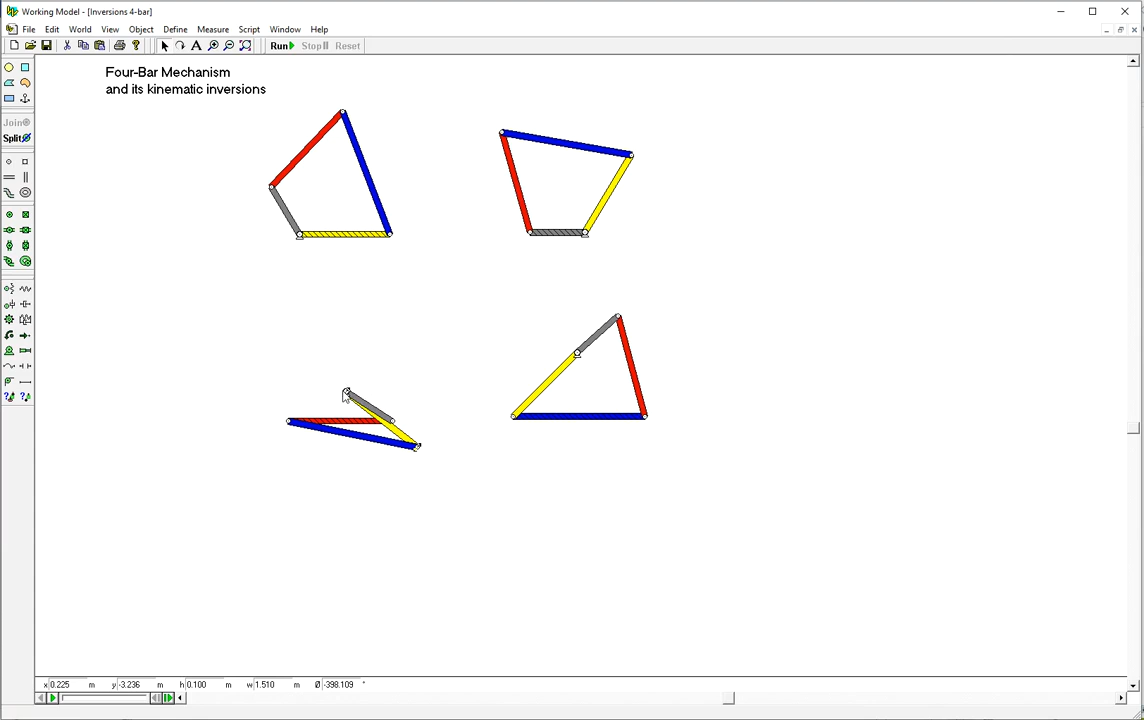 Working Model - [Inversions 4-bar]
File Edit World View Object Define Measure Script Window Help
Run Stop Reset
Four-Bar Mechanism
and its kinematic inversions
Join
Split
x 0.225 m y -3.236 m h 0.100 m w 1.510 m Ø -398.109 °